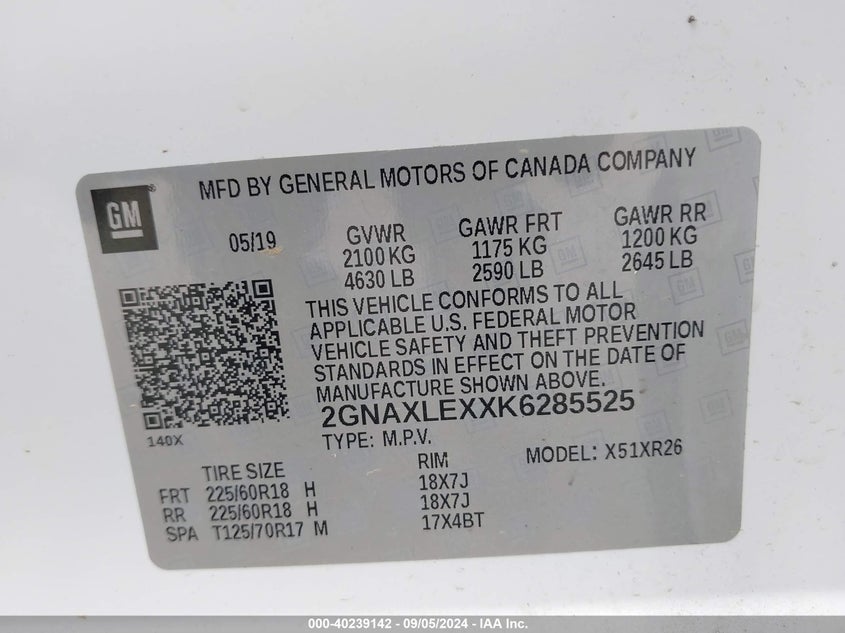 MFD BY GENERAL MOTORS OF CANADA COMPANY
GM
®
05/19
GVWR
2100 KG
4630 LB
GAWR FRT
1175 KG
2590 LB
GAWR RR
1200 KG
2645 LB
THIS VEHICLE CONFORMS TO ALL
APPLICABLE U.S. FEDERAL MOTOR
VEHICLE SAFETY AND THEFT PREVENTION
STANDARDS IN EFFECT ON THE DATE OF
MANUFACTURE SHOWN ABOVE.
2GNAXLEXXK6285525
140X
TYPE: M.P.V.
MODEL: X51XR26
TIRE SIZE RIM
FRT 225/60R18 H 18X7J
RR 225/60R18 H 18X7J
SPA T125/70R17 M 17X4BT
000-40239142 - 09/05/2024 - IAA Inc.